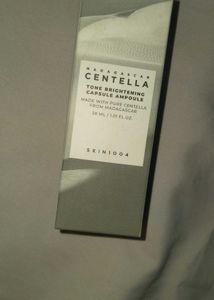 MADAGASCAR
CENTELLA
TONE BRIGHTENING
CAPSULE AMPOULE
MADE WITH PURE CENTELLA
FROM MADAGASCAR
30 ML / 1.01 FL. OZ.
SKIN1004